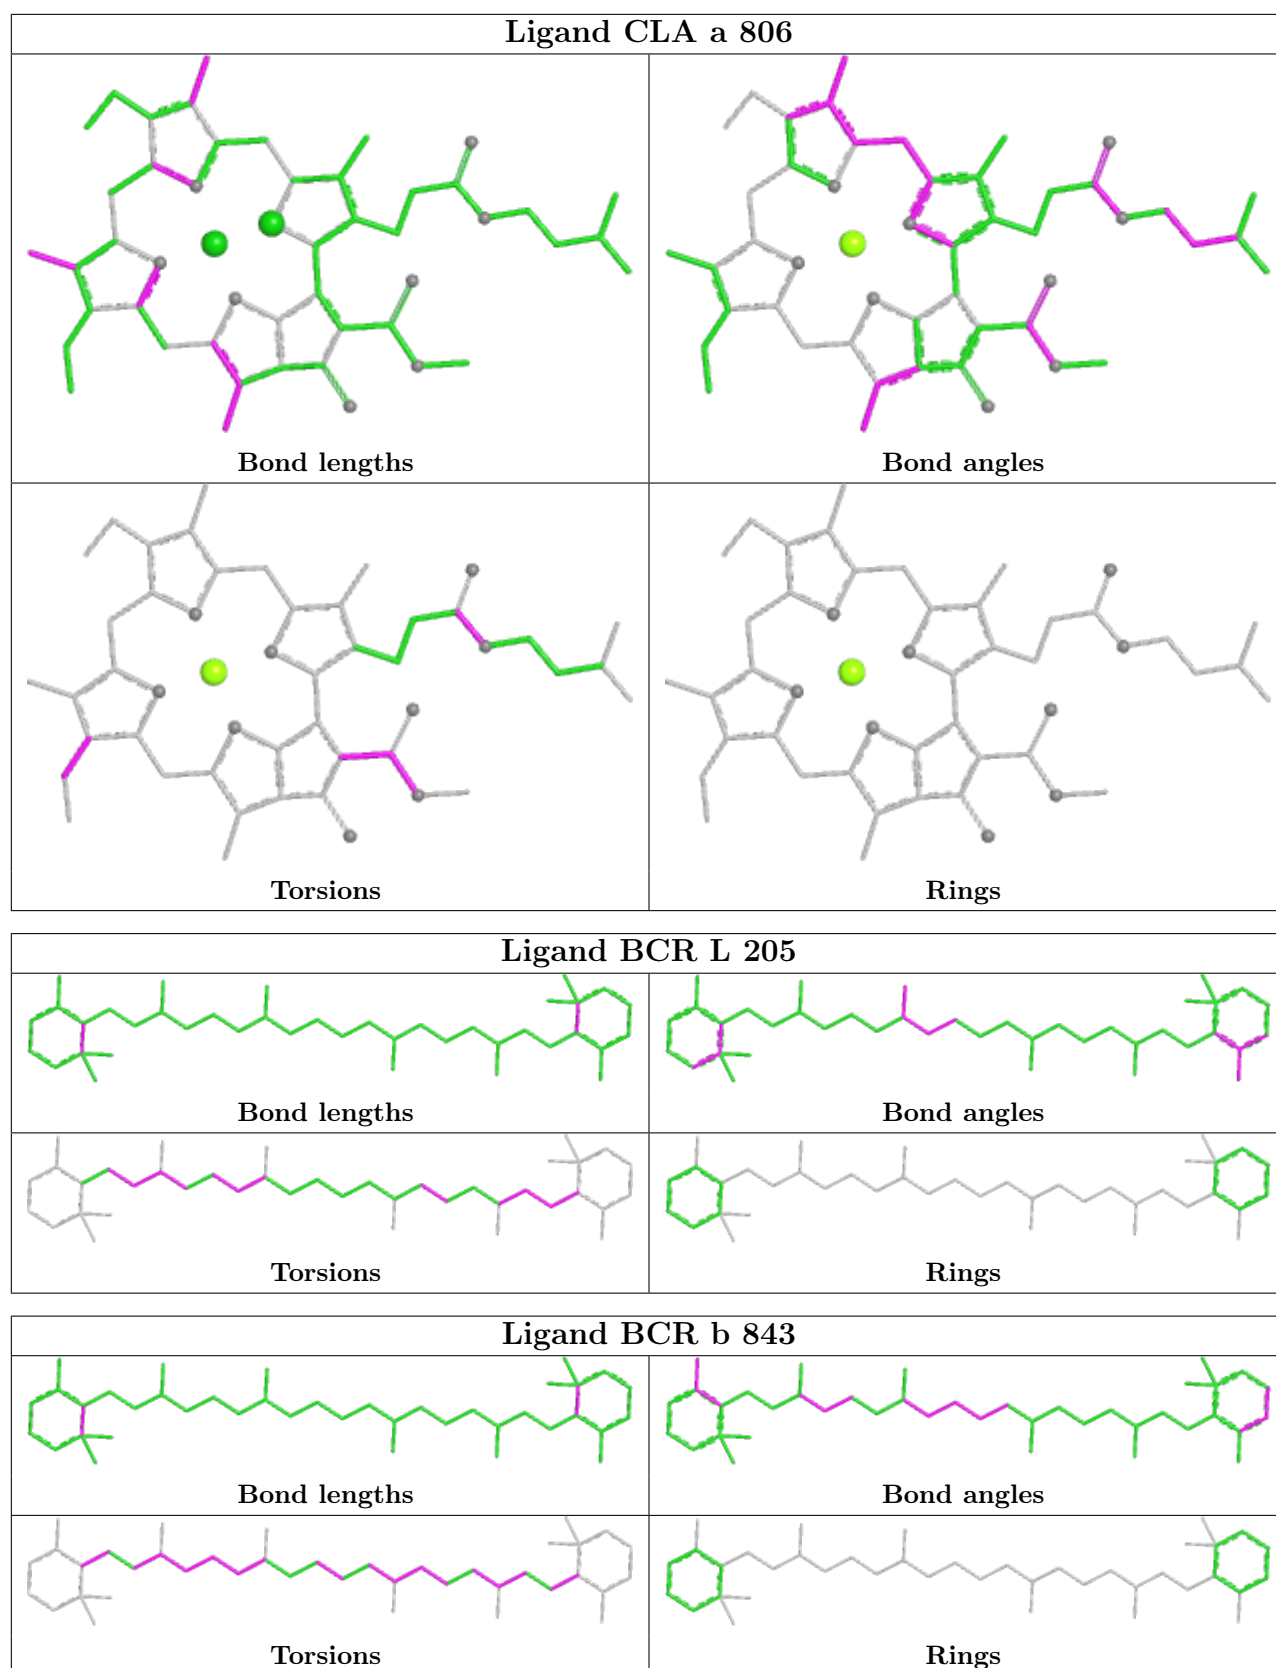 Ligand CLA a 806
Bond lengths
Bond angles
Torsions
Rings
Ligand BCR L 205
Bond lengths
Bond angles
Torsions
Rings
Ligand BCR b 843
Bond lengths
Bond angles
Torsions
Rings